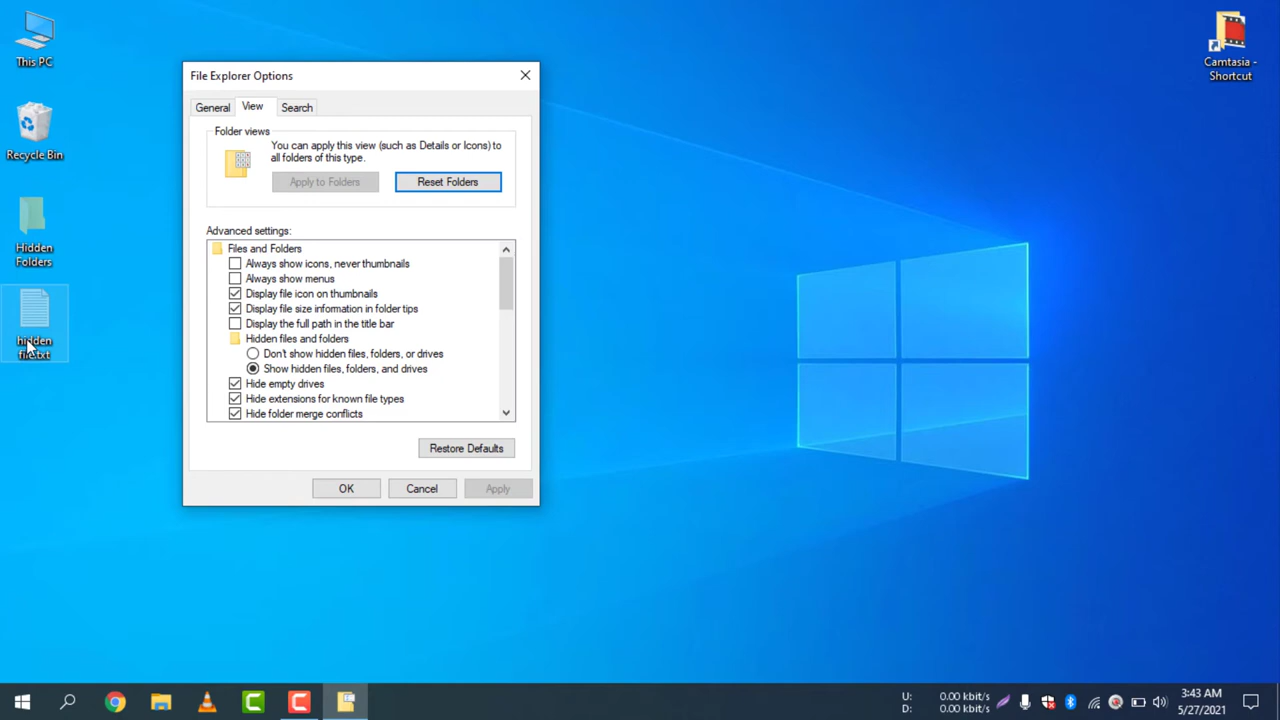 This PC
Recycle Bin
Hidden
Folders
hidden
file.txt
File Explorer Options
General
View
Search
Folder views
You can apply this view (such as Details or Icons) to
all folders of this type.
Apply to Folders
Reset Folders
Advanced settings:
Files and Folders
Always show icons, never thumbnails
Always show menus
Display file icon on thumbnails
Display file size information in folder tips
Display the full path in the title bar
Hidden files and folders
Don't show hidden files, folders, or drives
Show hidden files, folders, and drives
Hide empty drives
Hide extensions for known file types
Hide folder merge conflicts
Restore Defaults
OK
Cancel
Apply
Camtasia -
Shortcut
U: 0.00 kbit/s
D: 0.00 kbit/s
3:43 AM
5/27/2021